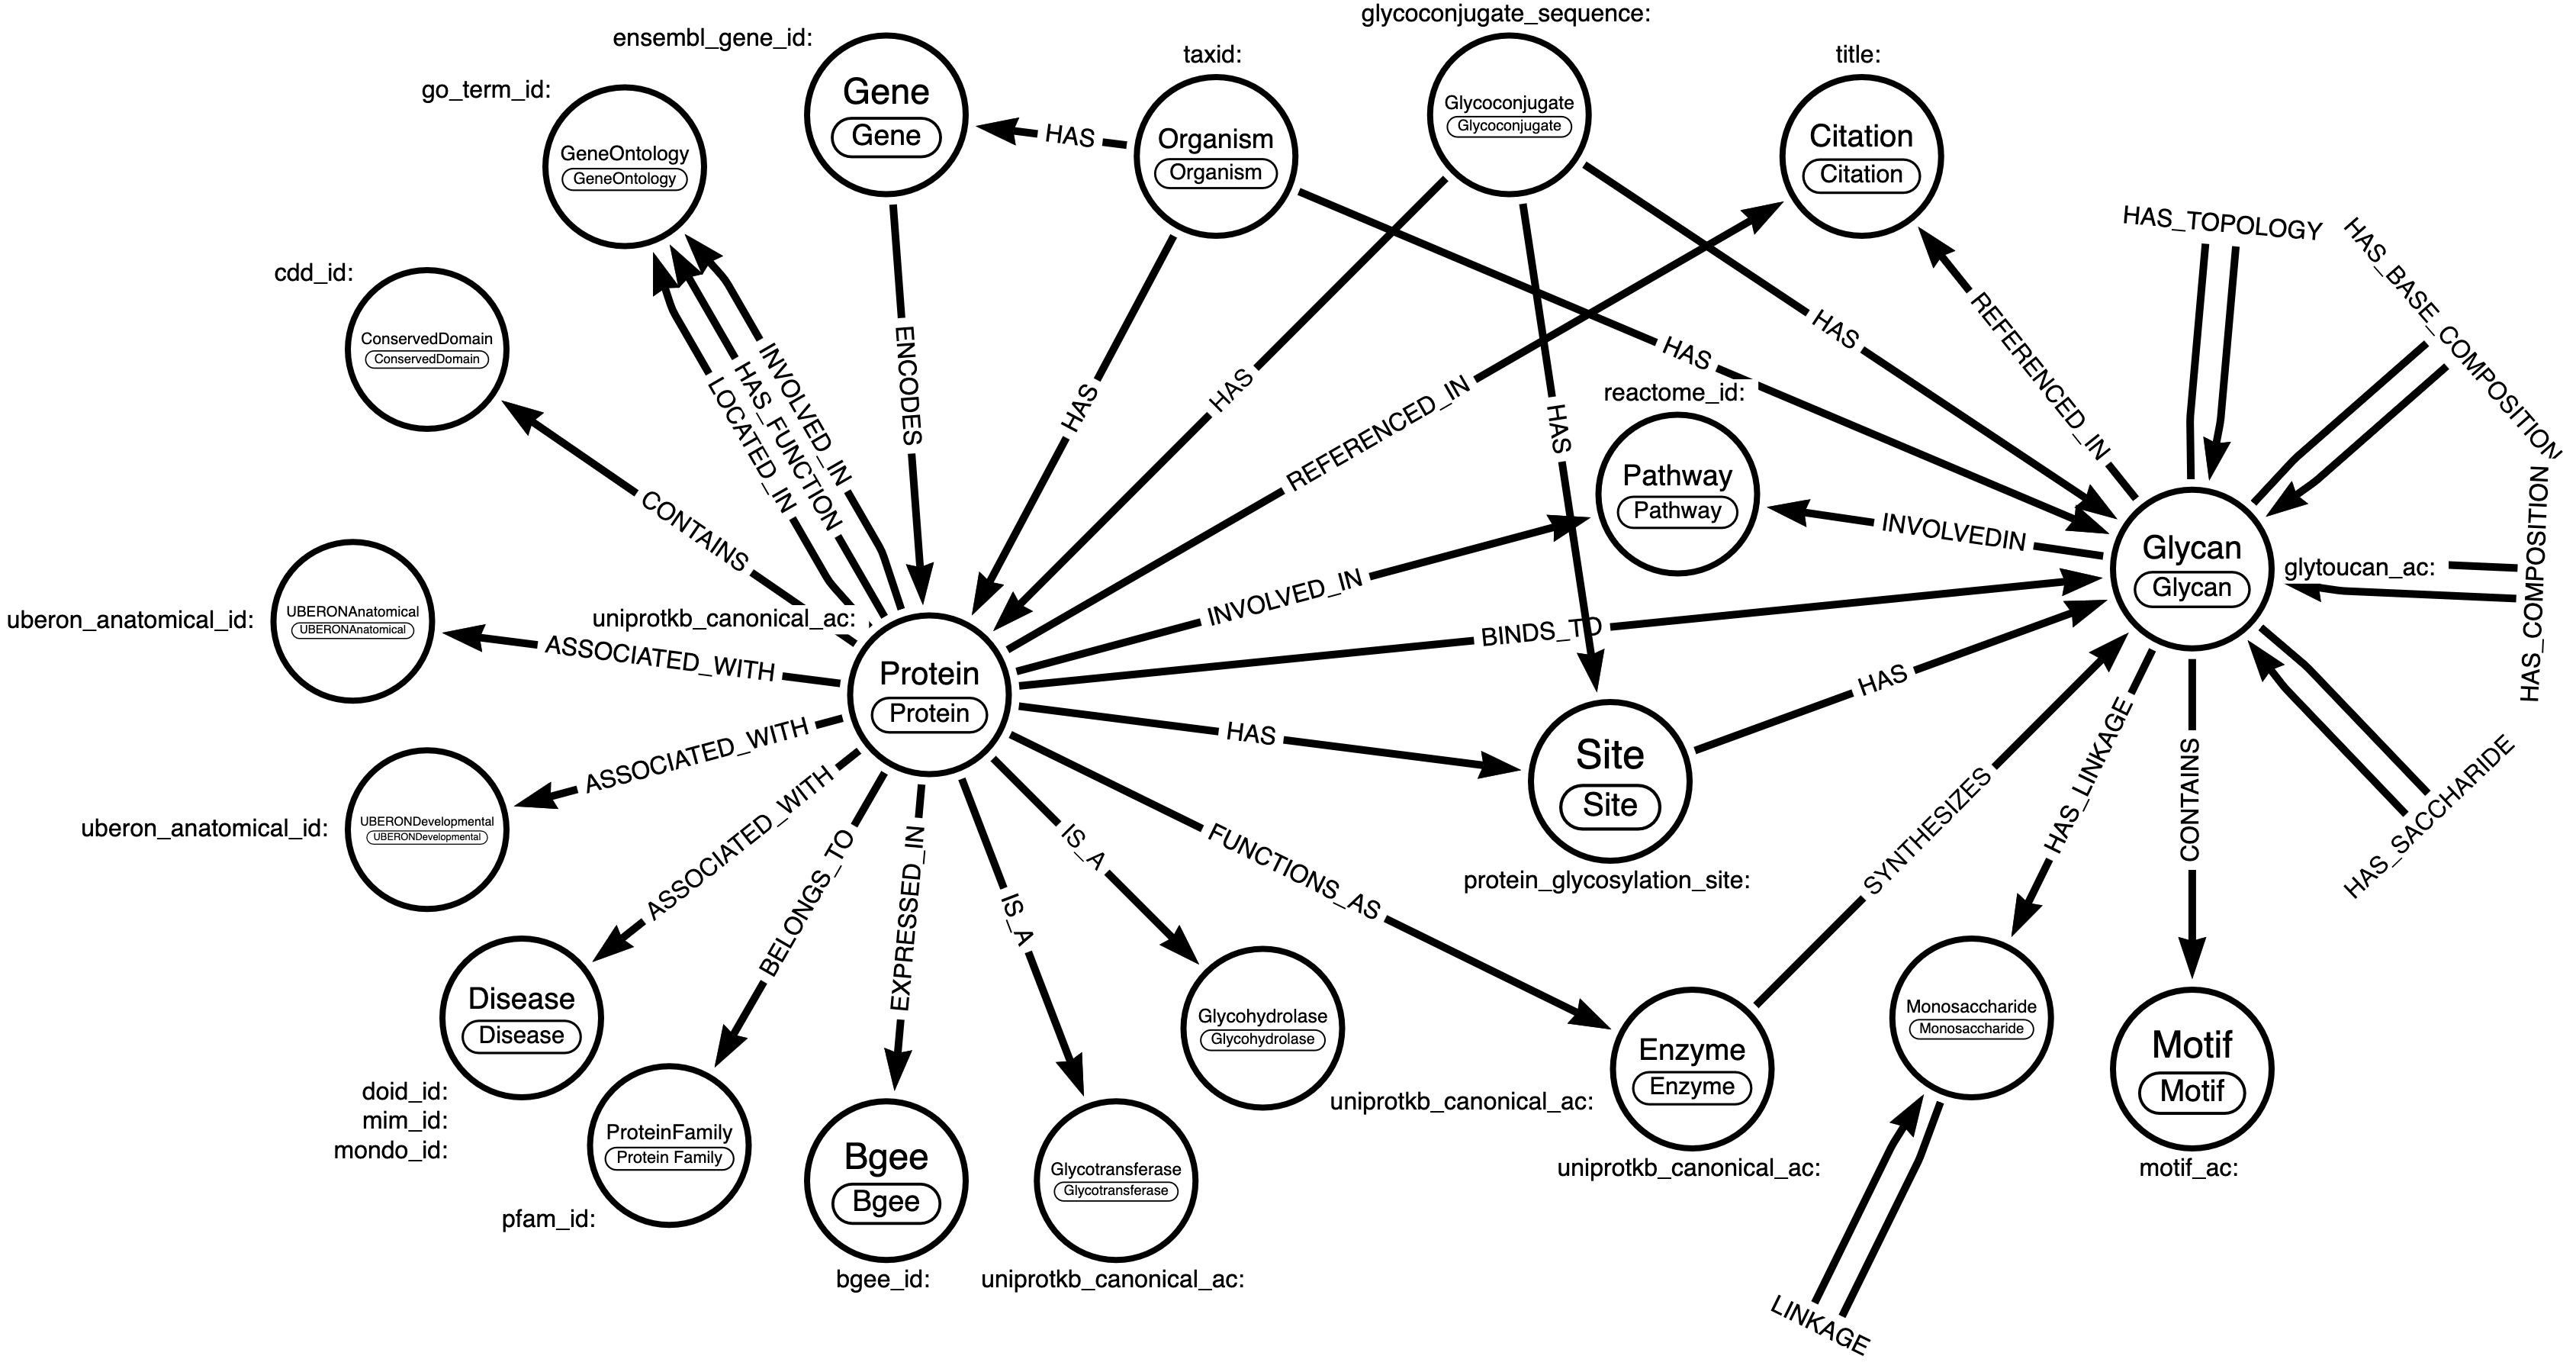 glycoconjugate_sequence:
ensembl_gene_id:
taxid:
title:
go_term_id:
Gene
Gene
Organism
Organism
Glycoconjugate
Glycoconjugate
Citation
Citation
HAS
GeneOntology
GeneOntology
HAS_TOPOLOGY
HAS_BASE_COMPOSITION
cdd_id:
ConservedDomain
ConservedDomain
ENCODES
INVOLVED_IN
HAS_FUNCTION
LOCATED_IN
HAS
HAS
REFERENCED_IN
HAS
HAS
HAS
REFERENCED_IN
reactome_id:
Pathway
Pathway
CONTAINS
INVOLVEDIN
Glycan
Glycan
glytoucan_ac:
HAS_COMPOSITION
uberon_anatomical_id:
UBERONAnatomical
UBERONAnatomical
uniprotkb_canonical_ac:
ASSOCIATED_WITH
INVOLVED_IN
BINDS_TO
Protein
Protein
HAS
HAS
Site
Site
protein_glycosylation_site:
HAS_LINKAGE
CONTAINS
HAS_SACCHARIDE
uberon_anatomical_id:
UBERONDevelopmental
UBERONDevelopmental
ASSOCIATED_WITH
ASSOCIATED_WITH
BELONGS_TO
EXPRESSED_IN
IS_A
IS_A
FUNCTIONS_AS
SYNTHESIZES
Disease
Disease
doid_id:
mim_id:
mondo_id:
ProteinFamily
Protein Family
pfam_id:
Bgee
Bgee
bgee_id:
Glycotransferase
Glycotransferase
uniprotkb_canonical_ac:
Glycohydrolase
Glycohydrolase
uniprotkb_canonical_ac:
Enzyme
Enzyme
uniprotkb_canonical_ac:
Monosaccharide
Monosaccharide
Motif
Motif
motif_ac:
LINKAGE